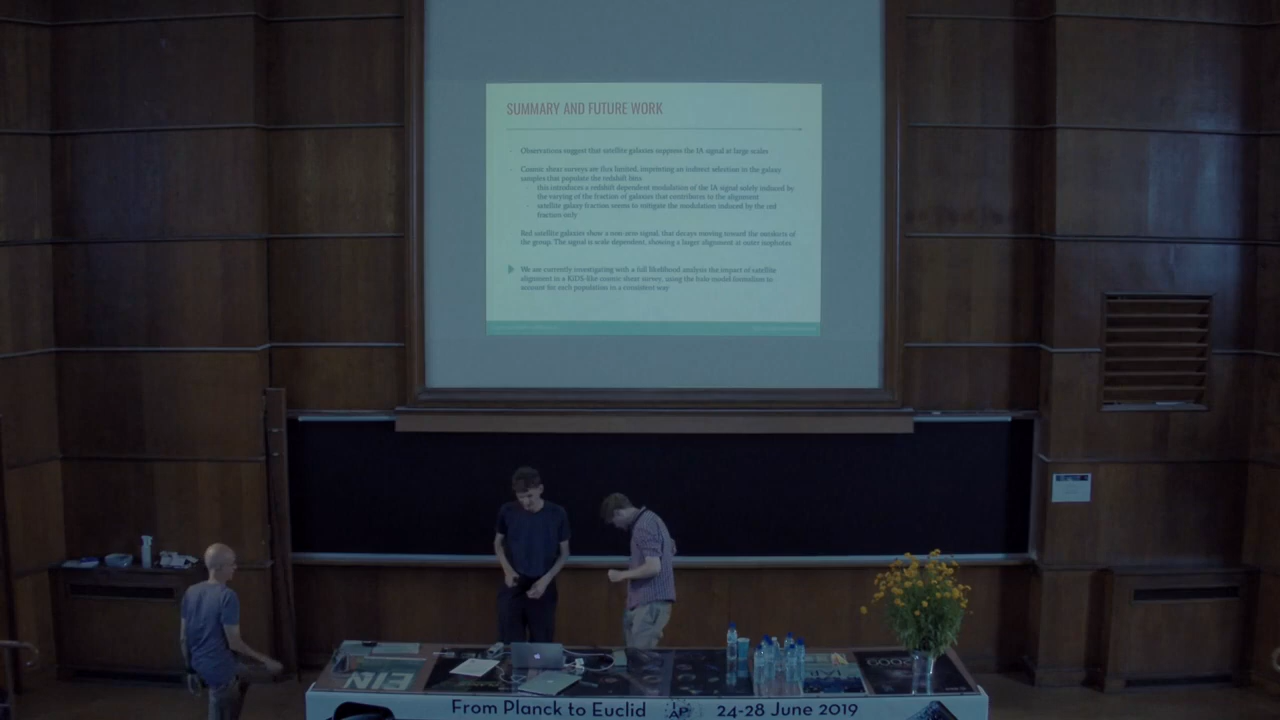 SUMMARY AND FUTURE WORK
Observations suggest that satellite galaxies suppress the IA signal at large scales
Cosmic shear surveys are flux limited, imprinting an indirect selection to the galaxy
samples that populate the redshift bins
this introduces a redshift dependent modulation of the IA signal solely induced by
the varying of the fraction of galaxies that contributes to the alignment
satellite galaxy fraction seems to mitigate the modulation induced by the red
fraction only
Red satellite galaxies show a non-zero signal, that decays moving toward the outskirts of
the group. The signal is scale dependent, showing a larger alignment at outer isophotes
We are currently investigating with a full likelihood analysis the impact of satellite
alignment in a KiDS-like cosmic shear survey, using the halo model formalism to
account for each population in a consistent way
EIN
2009
From Planck to Euclid IAP 24-28 June 2019